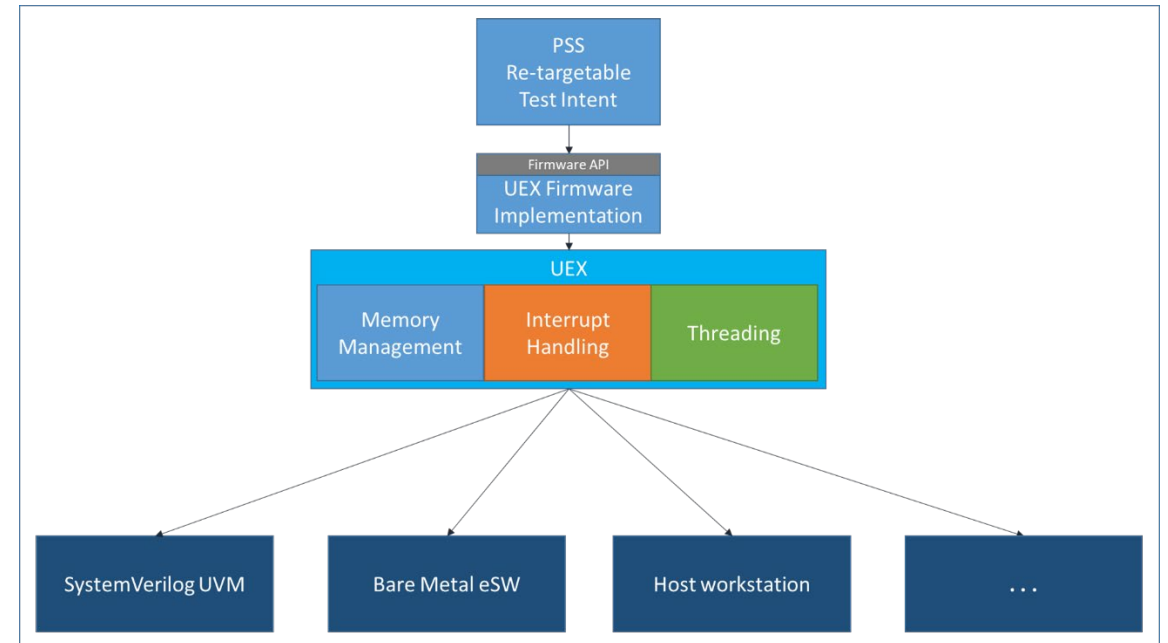 PSS
Re-targetable
Test Intent
Firmware API
UEX Firmware
Implementation
UEX
Memory
Management
Interrupt
Handling
Threading
SystemVerilog UVM
Bare Metal eSW
Host workstation
...